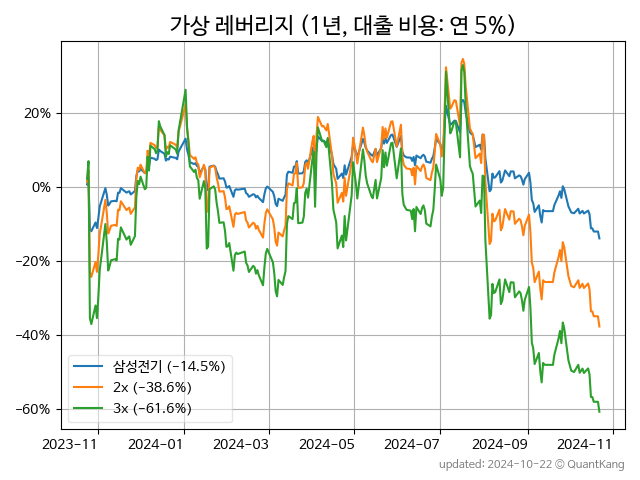 가상 레버리지 (1년, 대출 비용: 연 5%)
20%
0%
−20%
−40%
−60%
삼성전기 (−14.5%)
2x (−38.6%)
3x (−61.6%)
2023-11 2024-01 2024-03 2024-05 2024-07 2024-09 2024-11
updated: 2024-10-22 © QuantKang